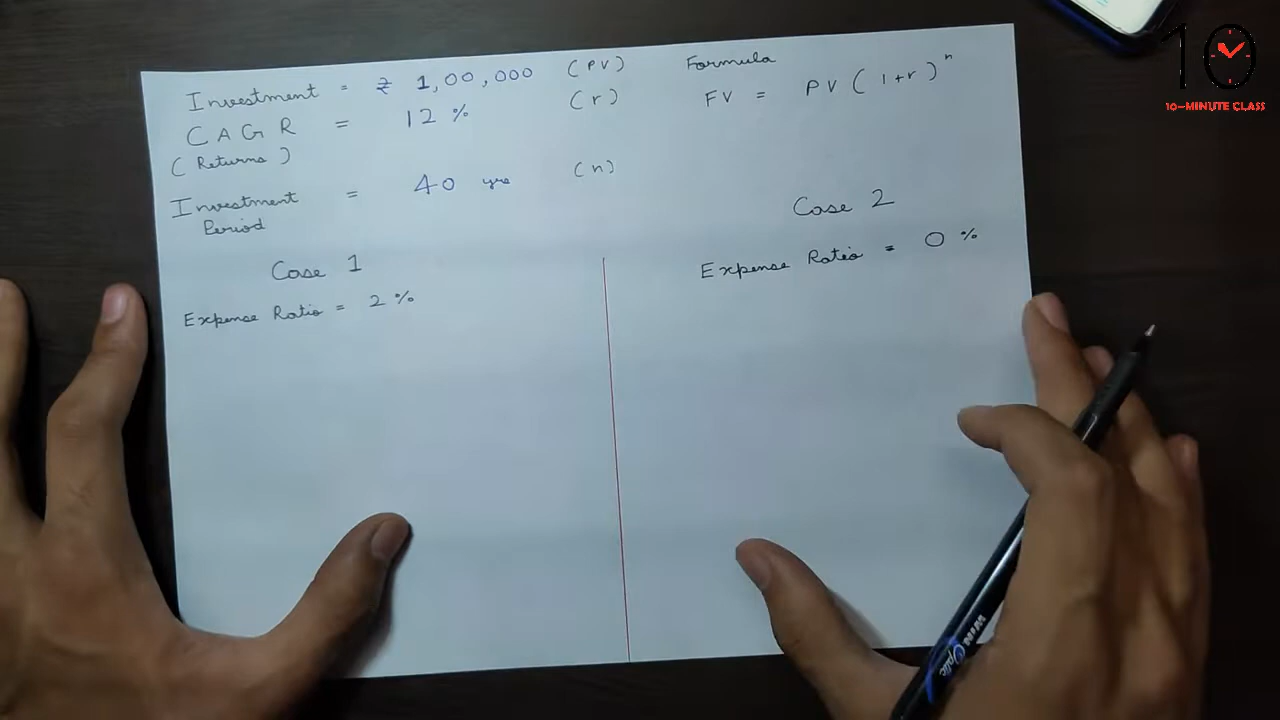 Investment = ₹ 1,00,000 (PV)
CAGR = 12% (r)
(Returns)
Investment = 40 yrs (n)
Period
Formula
FV = PV (1+r)^n
Case 1
Expense Ratio = 2%
Case 2
Expense Ratio = 0%
10
10-MINUTE CLASS